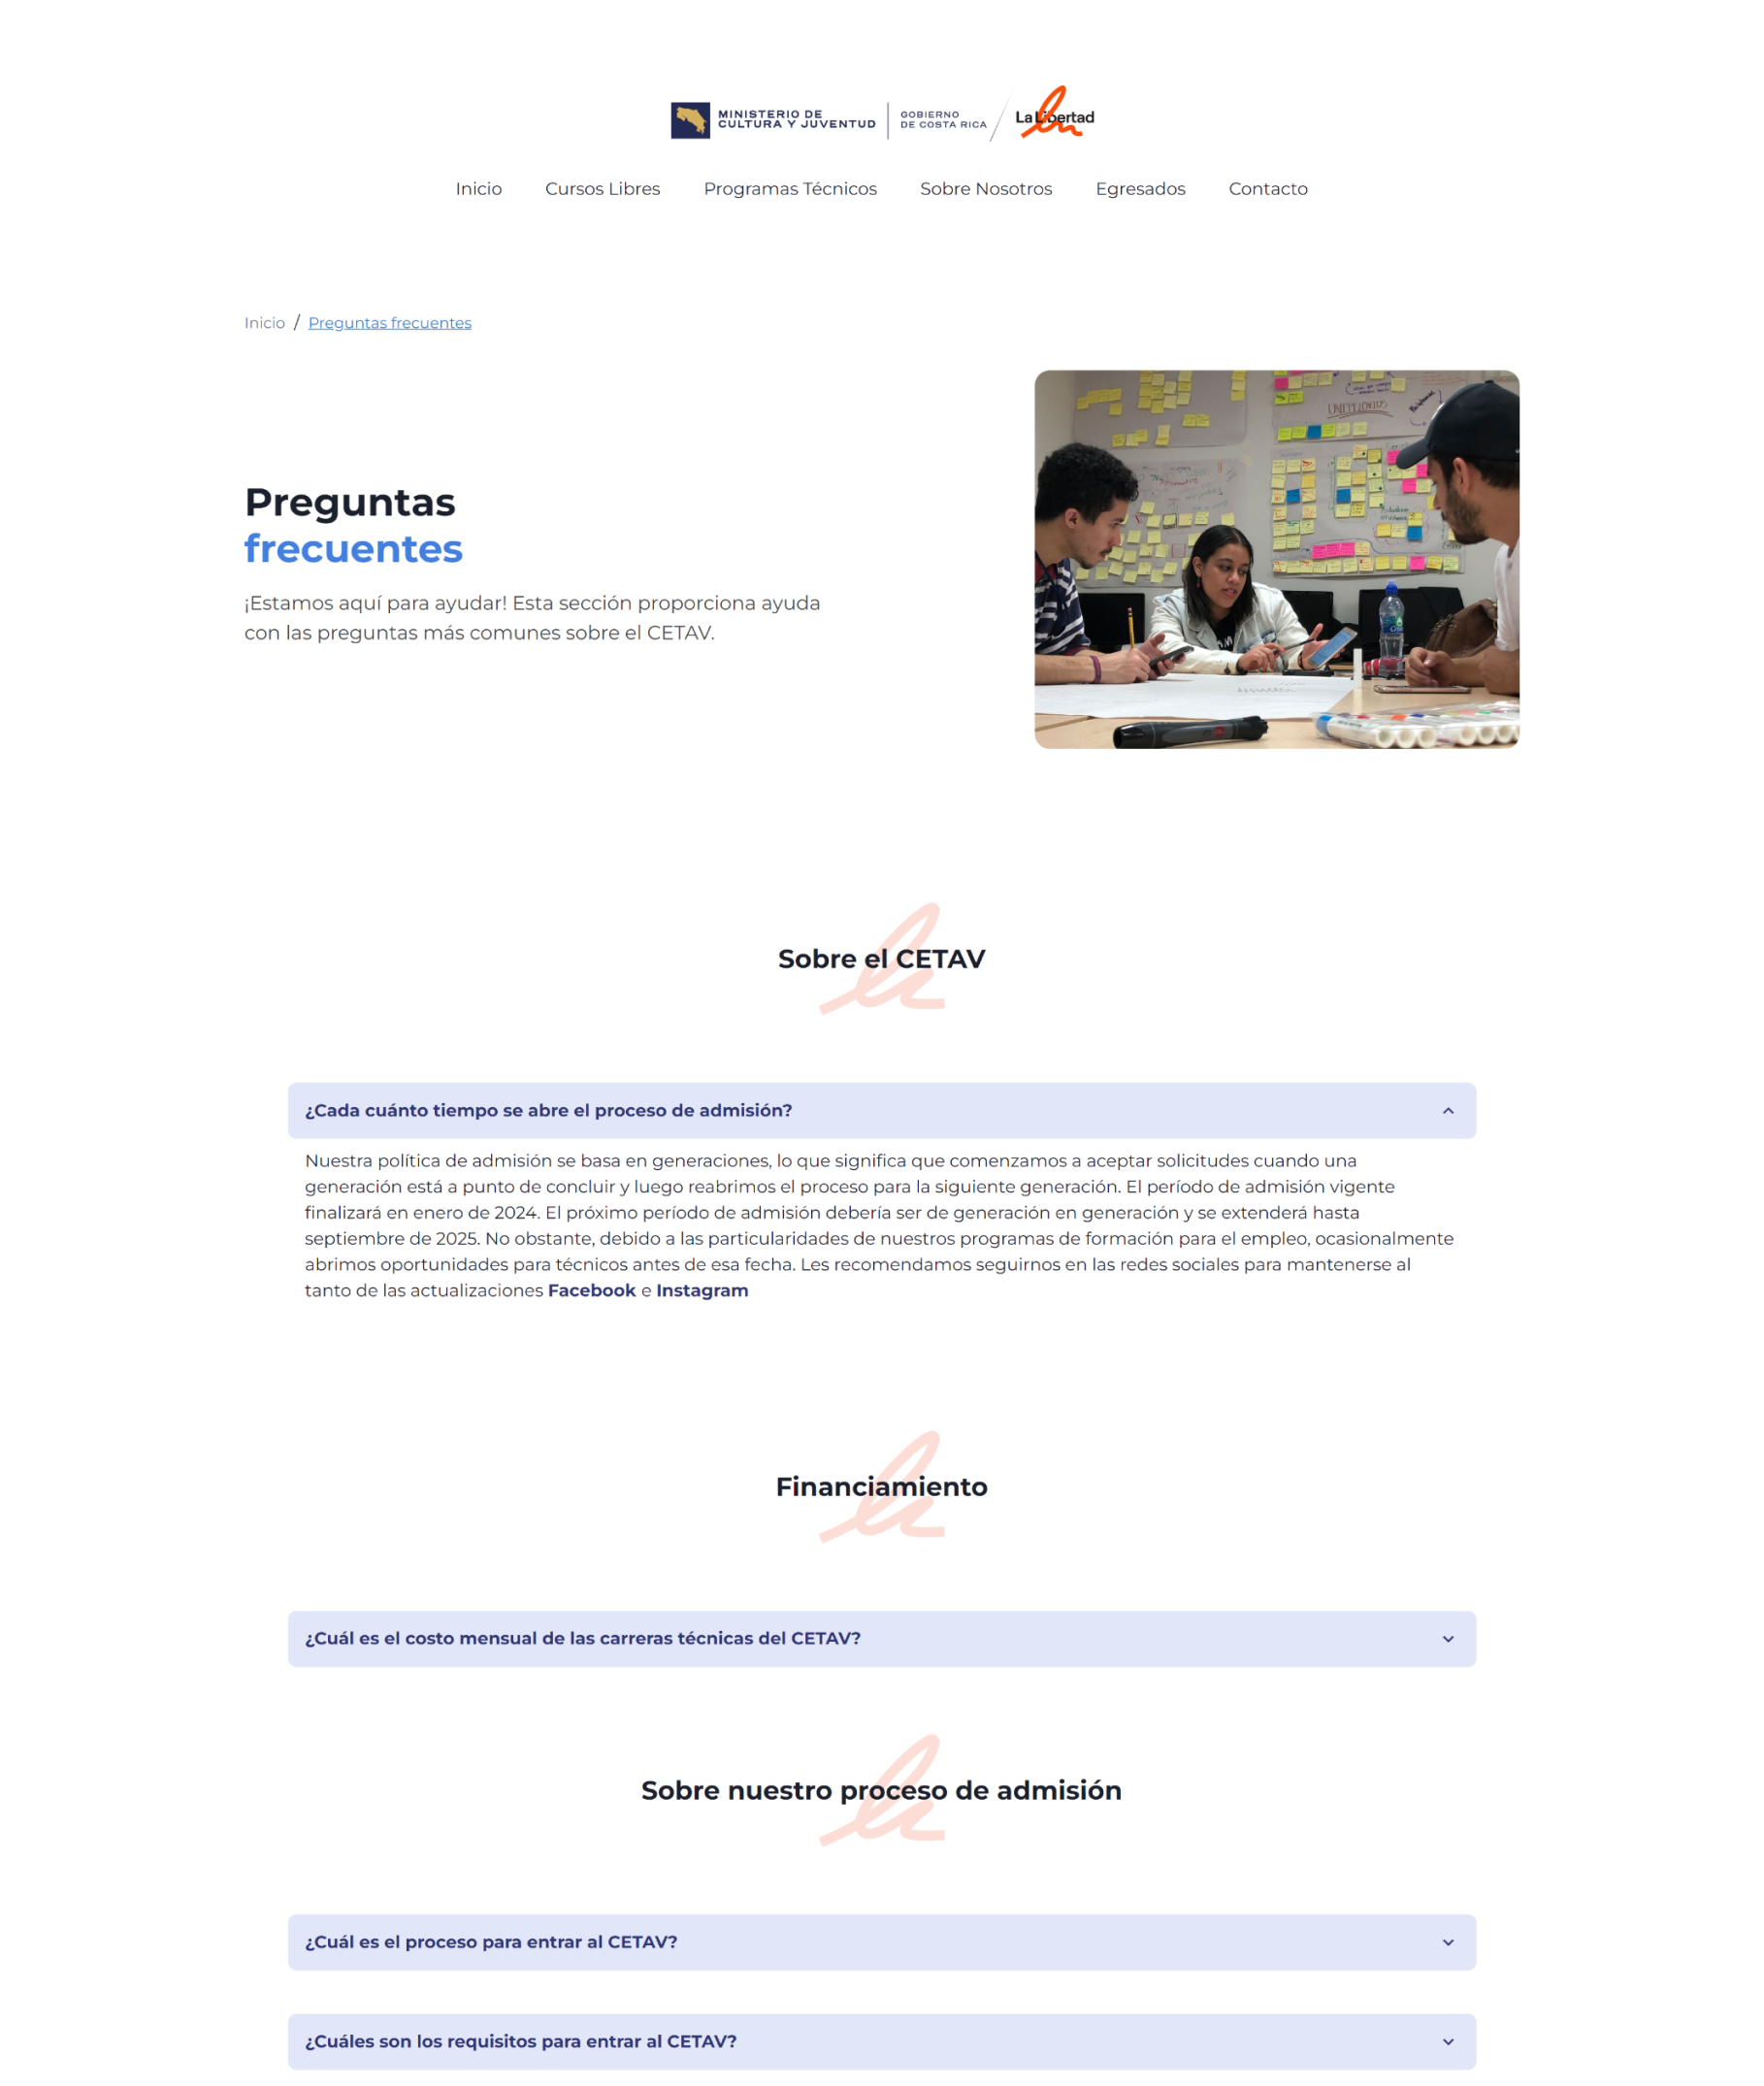 MINISTERIO DE
CULTURA Y JUVENTUD
GOBIERNO
DE COSTA RICA
La Libertad
Inicio
Cursos Libres
Programas Técnicos
Sobre Nosotros
Egresados
Contacto
Inicio / Preguntas frecuentes
Preguntas
frecuentes
¡Estamos aquí para ayudar! Esta sección proporciona ayuda
con las preguntas más comunes sobre el CETAV.
Sobre el CETAV
¿Cada cuánto tiempo se abre el proceso de admisión?
Nuestra política de admisión se basa en generaciones, lo que significa que comenzamos a aceptar solicitudes cuando una
generación está a punto de concluir y luego reabrimos el proceso para la siguiente generación. El período de admisión vigente
finalizará en enero de 2024. El próximo período de admisión debería ser de generación en generación y se extenderá hasta
septiembre de 2025. No obstante, debido a las particularidades de nuestros programas de formación para el empleo, ocasionalmente
abrimos oportunidades para técnicos antes de esa fecha. Les recomendamos seguirnos en las redes sociales para mantenerse al
tanto de las actualizaciones Facebook e Instagram
Financiamiento
¿Cuál es el costo mensual de las carreras técnicas del CETAV?
Sobre nuestro proceso de admisión
¿Cuál es el proceso para entrar al CETAV?
¿Cuáles son los requisitos para entrar al CETAV?